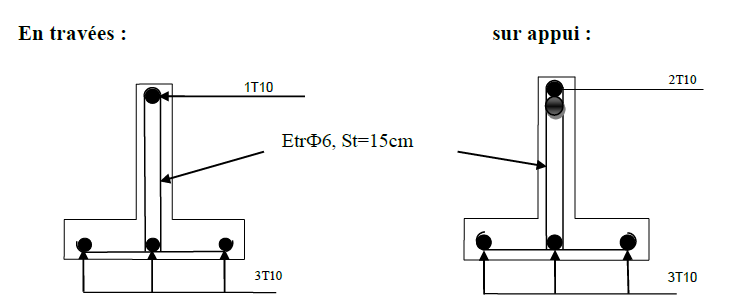 En travées :
sur appui :
1T10
2T10
EtrΦ6, St=15cm
3T10
3T10